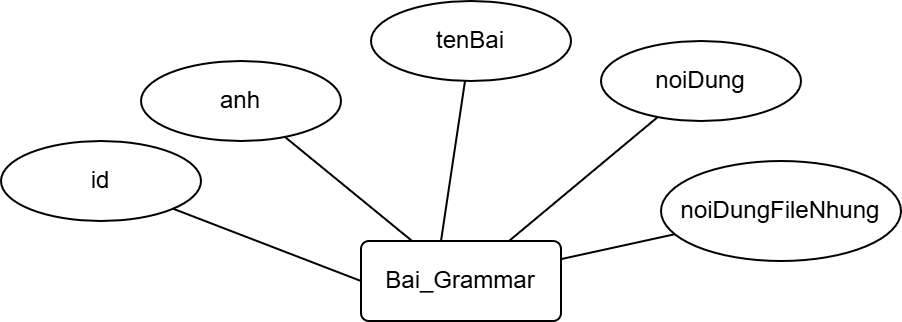 tenBai
noiDung
anh
id
noiDungFileNhung
Bai_Grammar